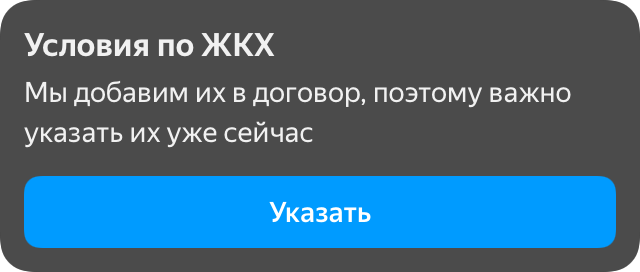 Условия по ЖКХ
Мы добавим их в договор, поэтому важно
указать их уже сейчас
Указать